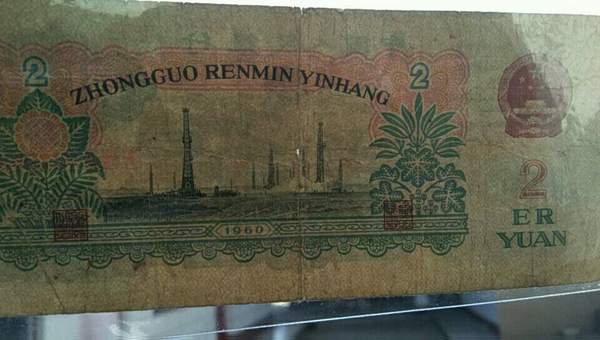 2
ZHONGGUO RENMIN YINHANG
2
1960
2
ER
YUAN